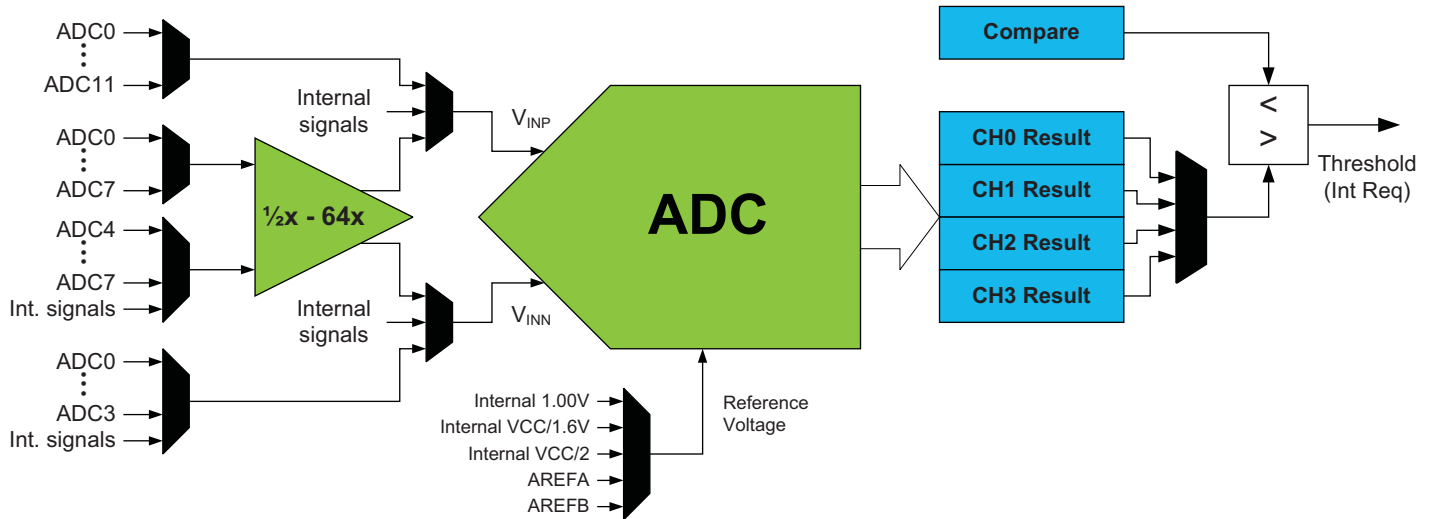 ADC0
ADC11
ADC0
ADC7
ADC4
ADC7
Int. signals
ADC0
ADC3
Int. signals
½x - 64x
Internal
signals
Internal
signals
VINP
VINN
ADC
Internal 1.00V
Internal VCC/1.6V
Internal VCC/2
AREFA
AREFB
Reference
Voltage
Compare
CH0 Result
CH1 Result
CH2 Result
CH3 Result
<
>
Threshold
(Int Req)